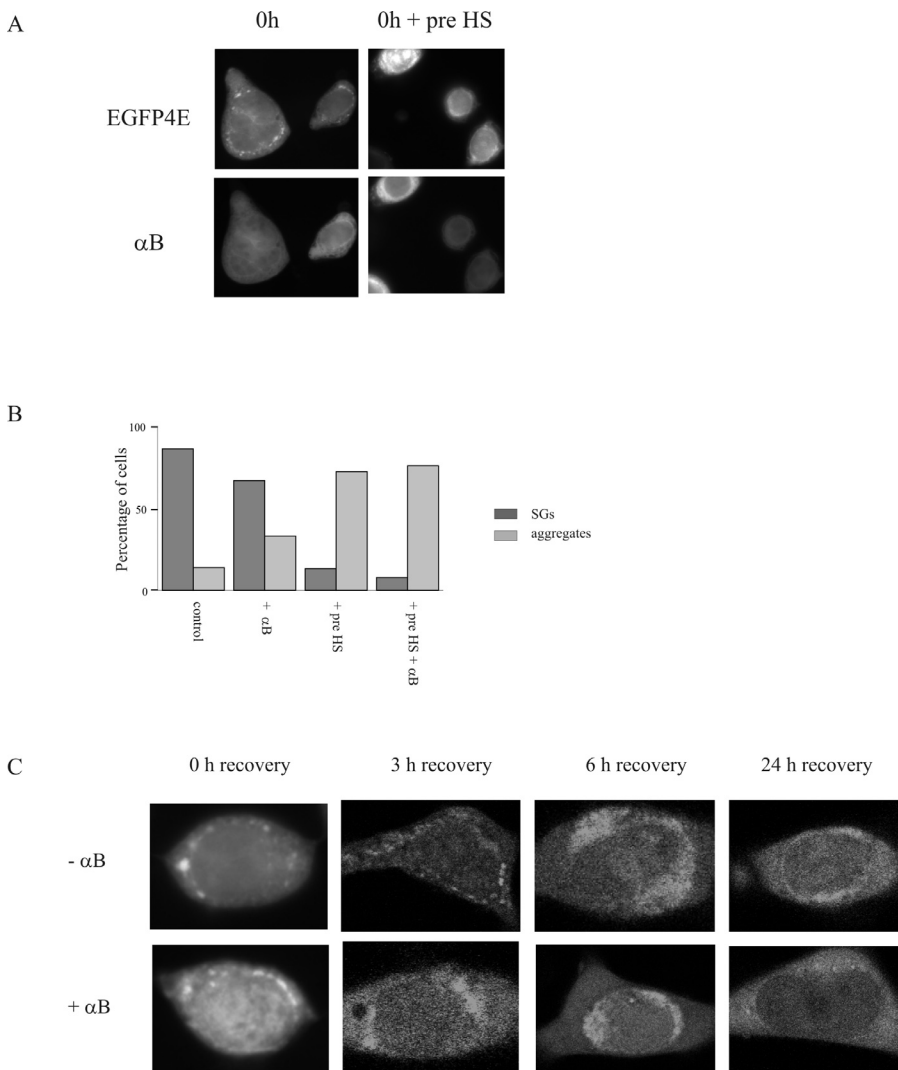 A
0h
0h + pre HS
EGFP4E
αB
B
100
50
0
Percentage of cells
control
+ αB
+ pre HS
+ pre HS + αB
SGs
aggregates
C
0 h recovery
3 h recovery
6 h recovery
24 h recovery
- αB
+ αB